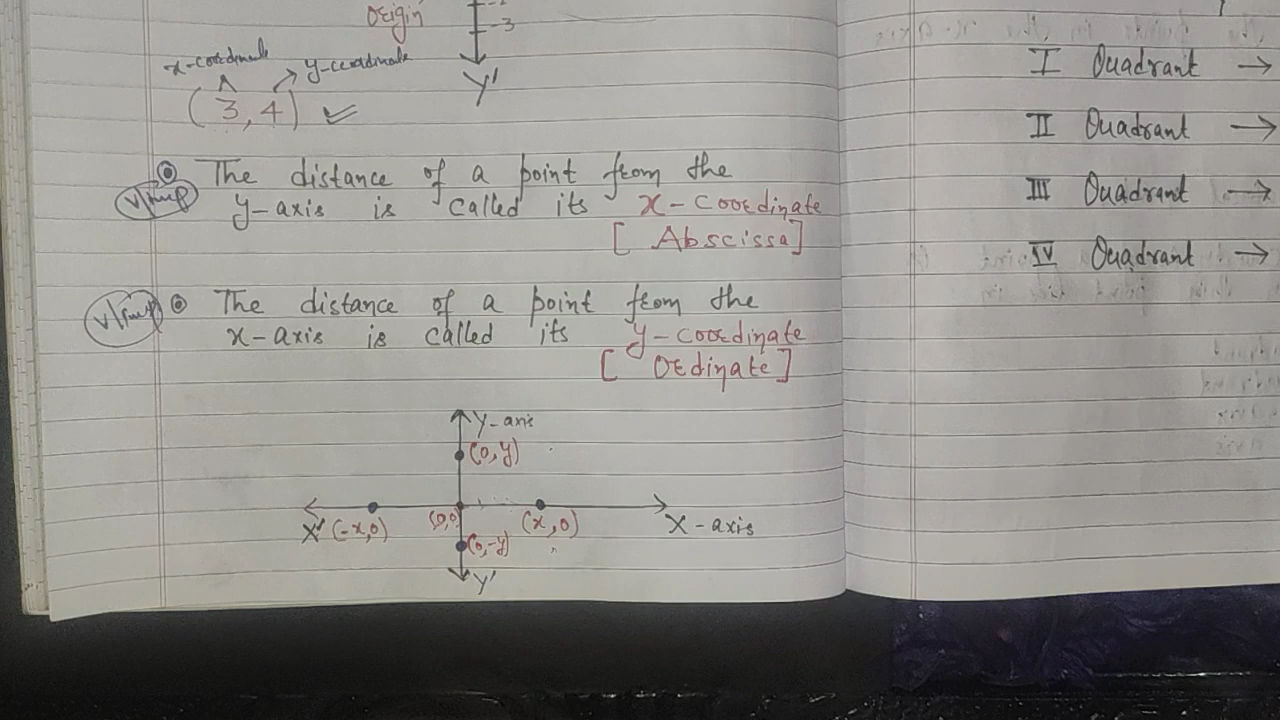 Origin
-3
Y'
x-coordinate
y-coordinate
(3,4)
The distance of a point from the
V/imp
y-axis is called its x-coordinate
[Abscissa]
V/imp
The distance of a point from the
x-axis is called its y-coordinate
[Ordinate]
Y-axis
(0,y)
X' (-x,0) (0,0) (x,0) X-axis
(0,-y)
Y'
I Quadrant →
II Quadrant →
III Quadrant →
IV Quadrant →